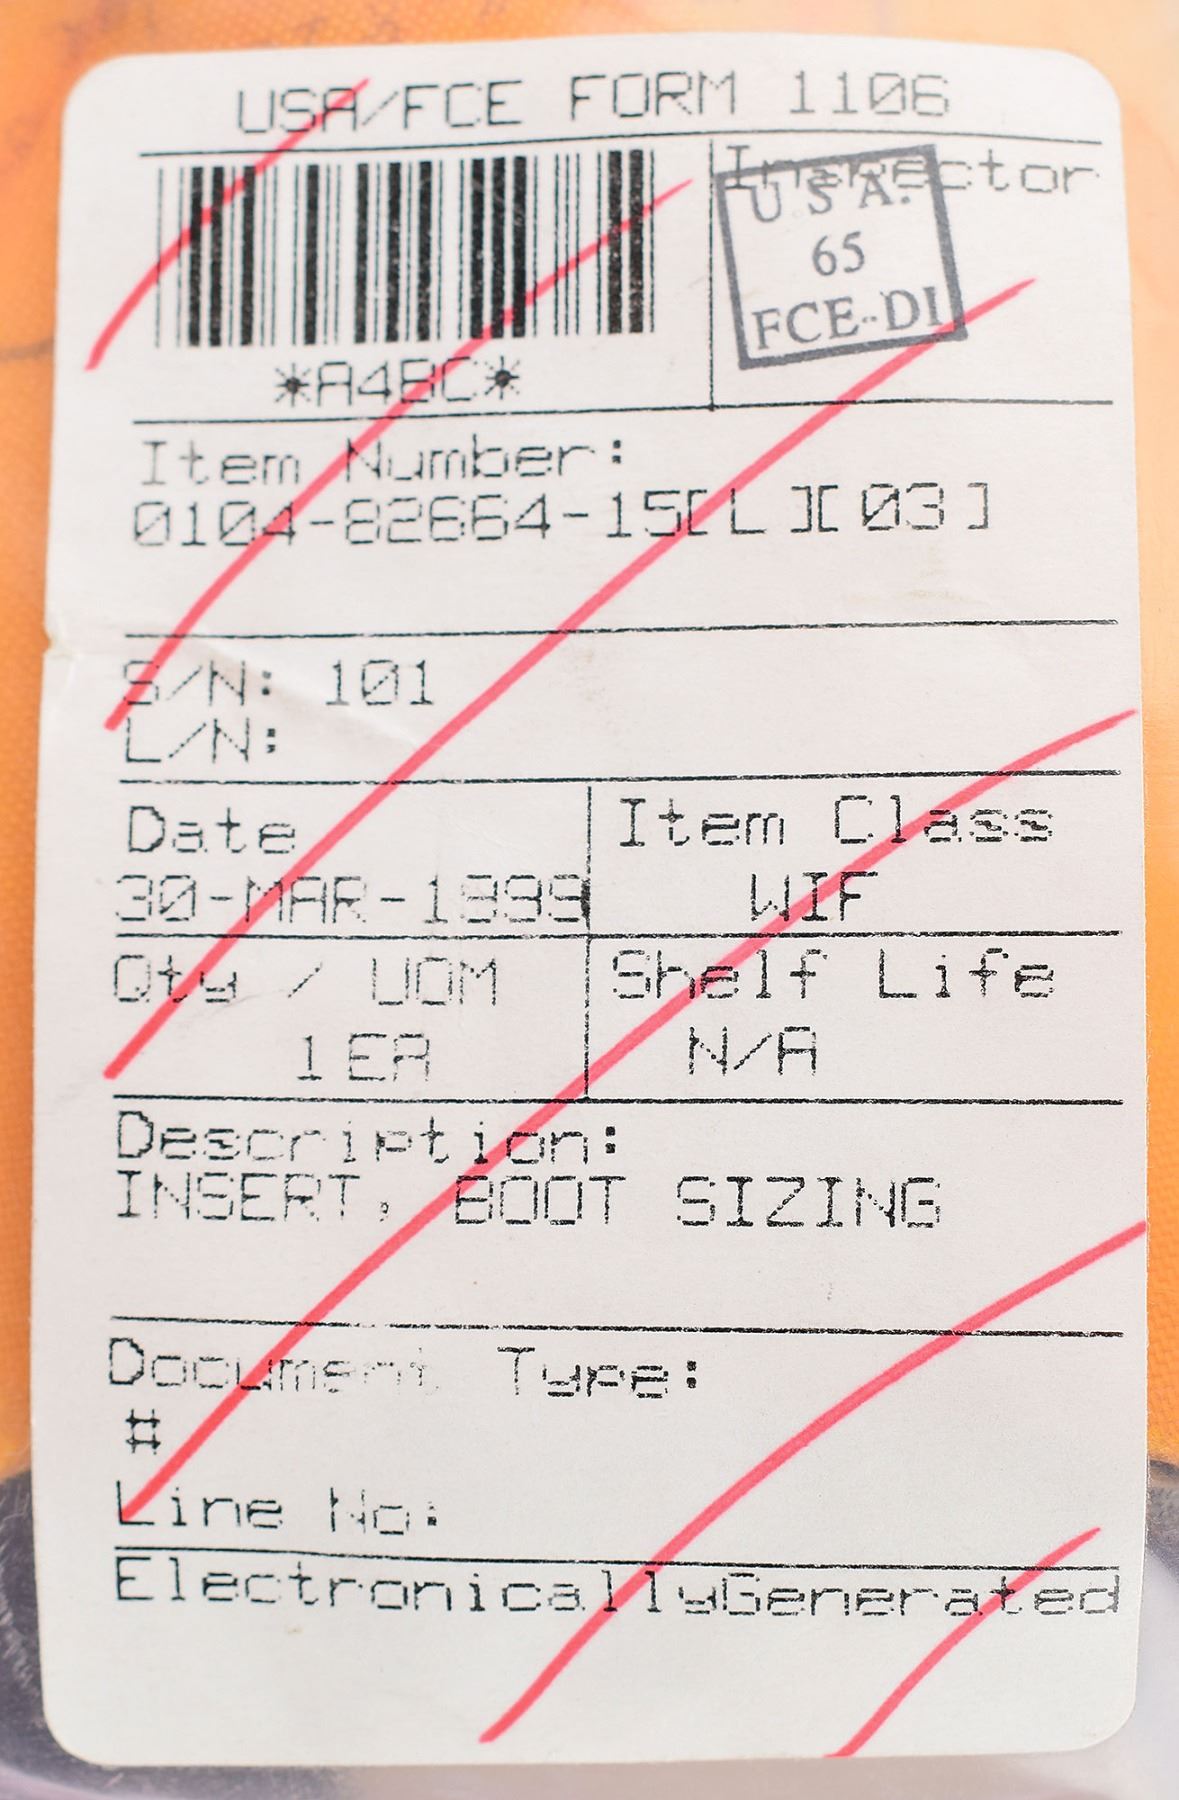 USA/FCE FORM 1106
Inspector
U S A.
65
FCE-DI
*A4BC*
Item Number:
0104-82664-15[L ][03 ]
S/N: 101
L/N:
Date
30-MAR-1999
Item Class
WIF
Qty / UOM
1 EA
Shelf Life
N/A
Description:
INSERT, BOOT SIZING
Document Type:
#
Line No:
ElectronicallyGenerated